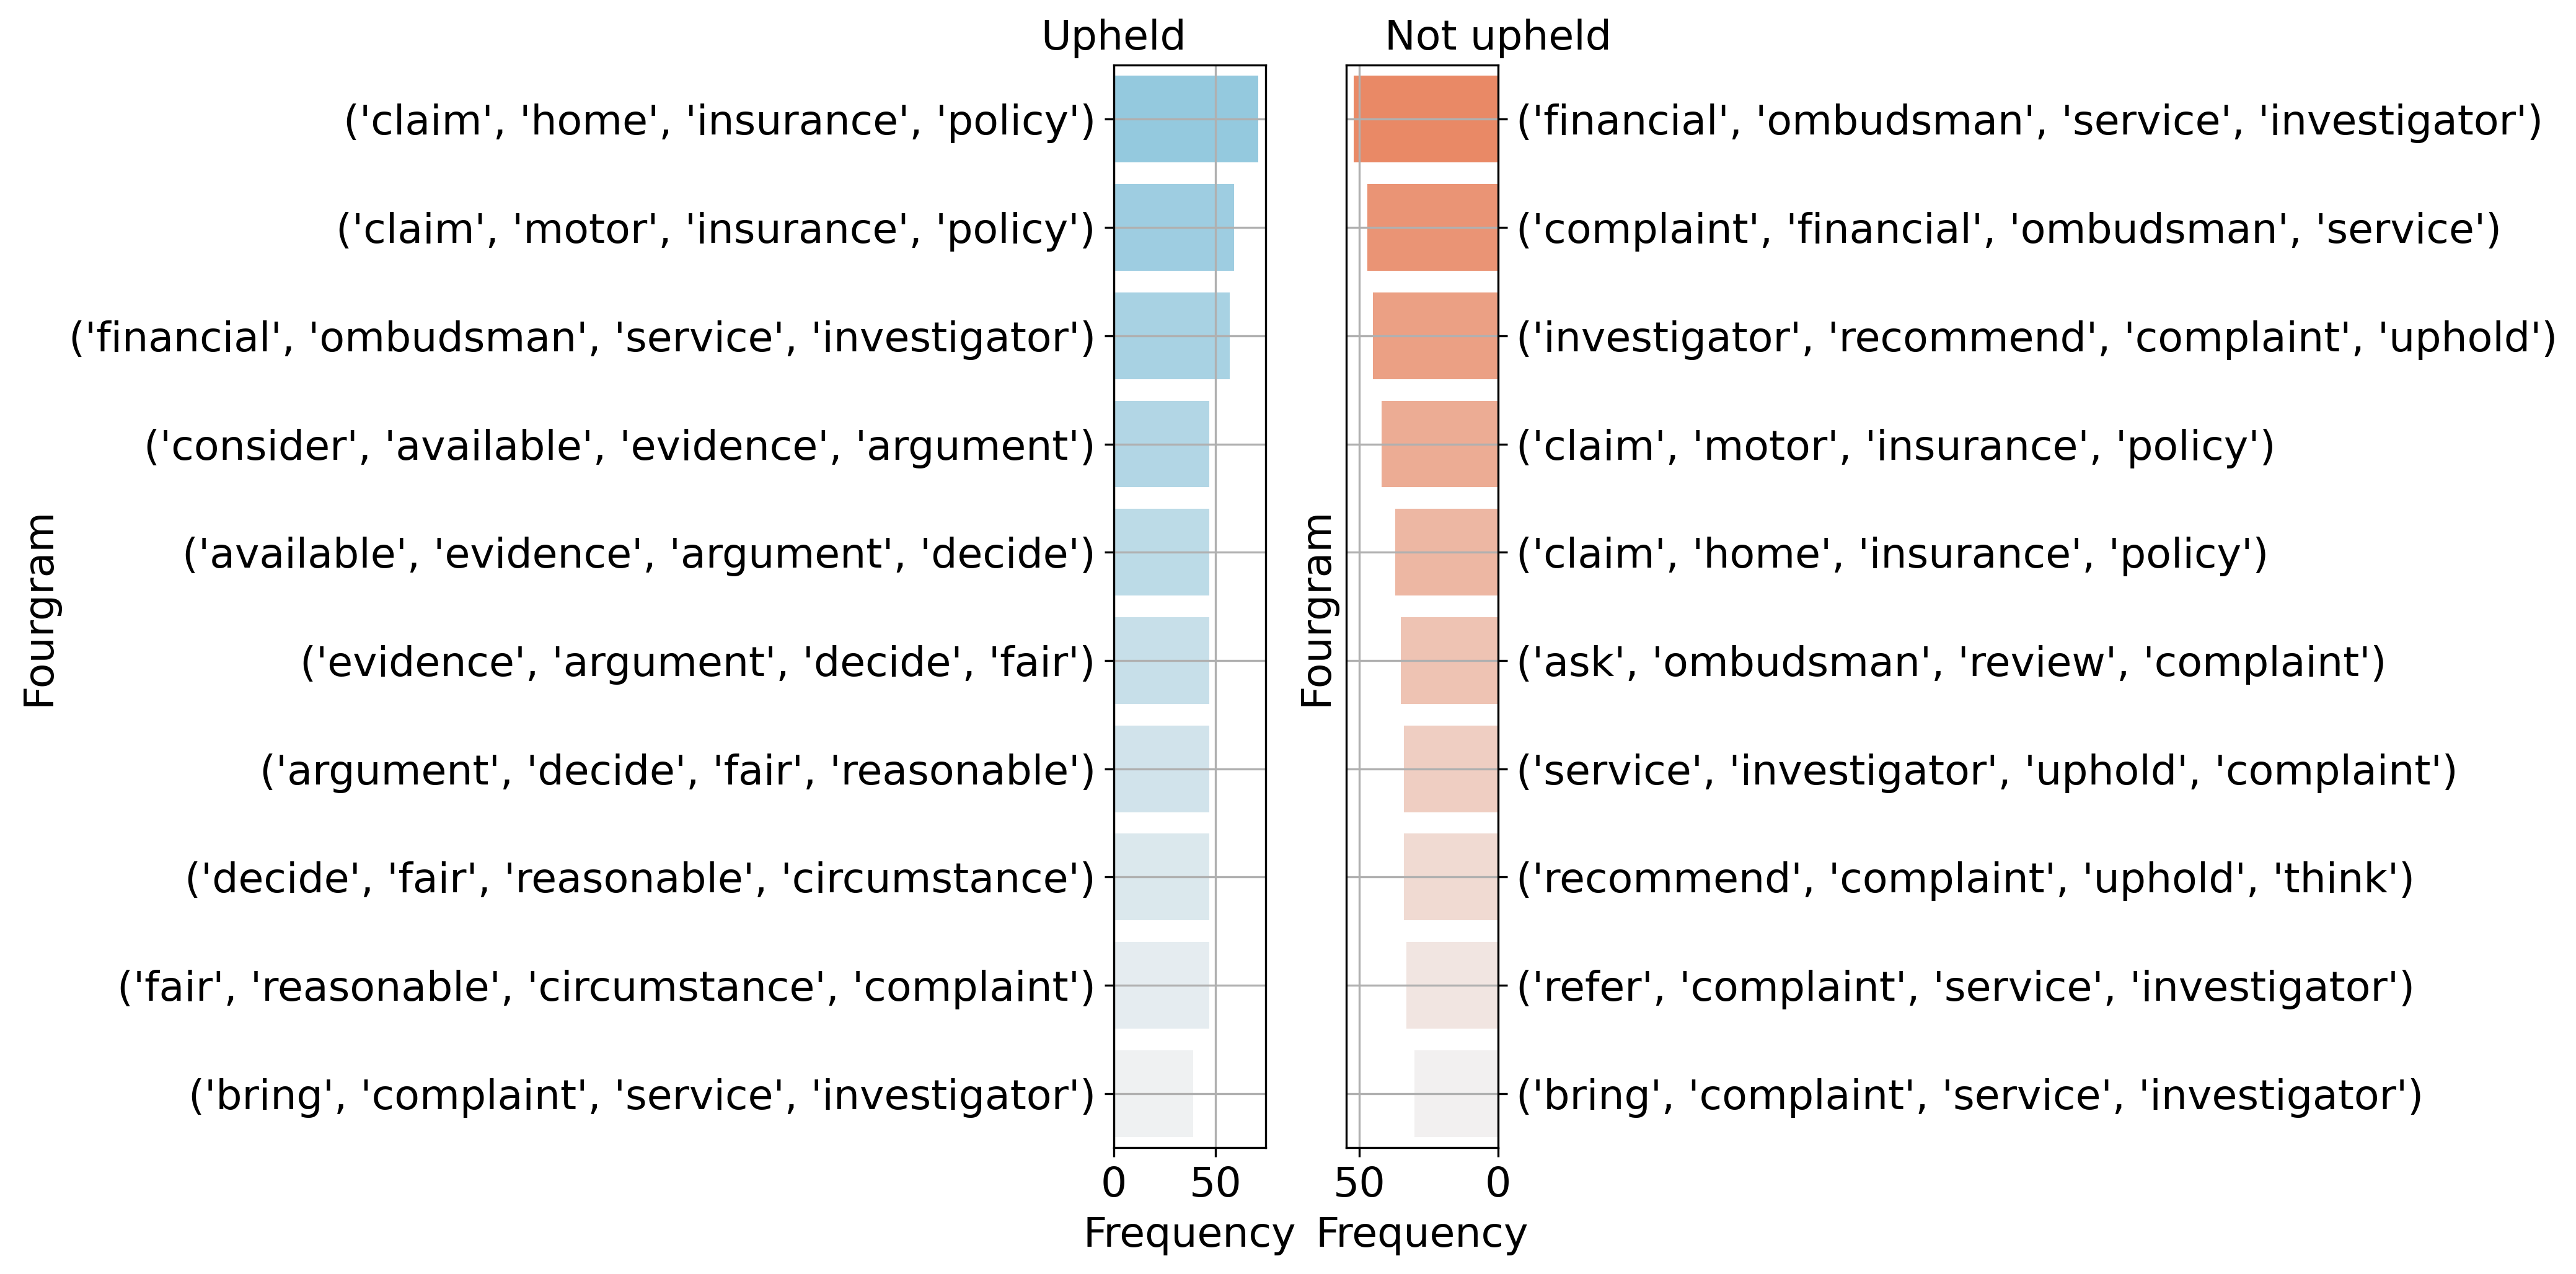 Upheld
Not upheld
Fourgram
('claim', 'home', 'insurance', 'policy')
('claim', 'motor', 'insurance', 'policy')
('financial', 'ombudsman', 'service', 'investigator')
('consider', 'available', 'evidence', 'argument')
('available', 'evidence', 'argument', 'decide')
('evidence', 'argument', 'decide', 'fair')
('argument', 'decide', 'fair', 'reasonable')
('decide', 'fair', 'reasonable', 'circumstance')
('fair', 'reasonable', 'circumstance', 'complaint')
('bring', 'complaint', 'service', 'investigator')
0 50
Frequency
Fourgram
('financial', 'ombudsman', 'service', 'investigator')
('complaint', 'financial', 'ombudsman', 'service')
('investigator', 'recommend', 'complaint', 'uphold')
('claim', 'motor', 'insurance', 'policy')
('claim', 'home', 'insurance', 'policy')
('ask', 'ombudsman', 'review', 'complaint')
('service', 'investigator', 'uphold', 'complaint')
('recommend', 'complaint', 'uphold', 'think')
('refer', 'complaint', 'service', 'investigator')
('bring', 'complaint', 'service', 'investigator')
50 0
Frequency